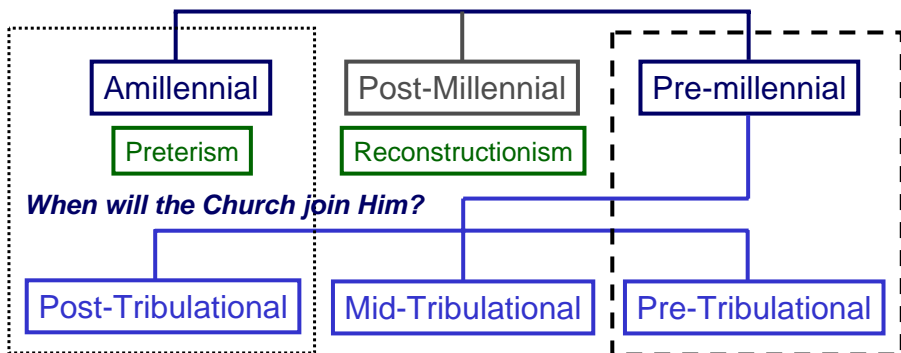 Amillennial
Post-Millennial
Pre-millennial
Preterism
Reconstructionism
When will the Church join Him?
Post-Tribulational
Mid-Tribulational
Pre-Tribulational